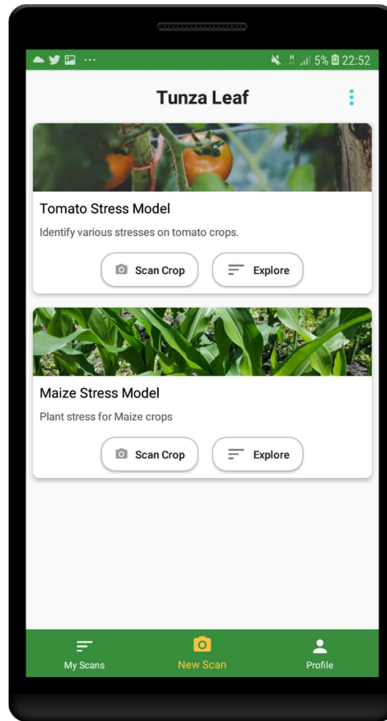 5% 22:52
Tunza Leaf
Tomato Stress Model
Identify various stresses on tomato crops.
Scan Crop Explore
Maize Stress Model
Plant stress for Maize crops
Scan Crop Explore
My Scans New Scan Profile